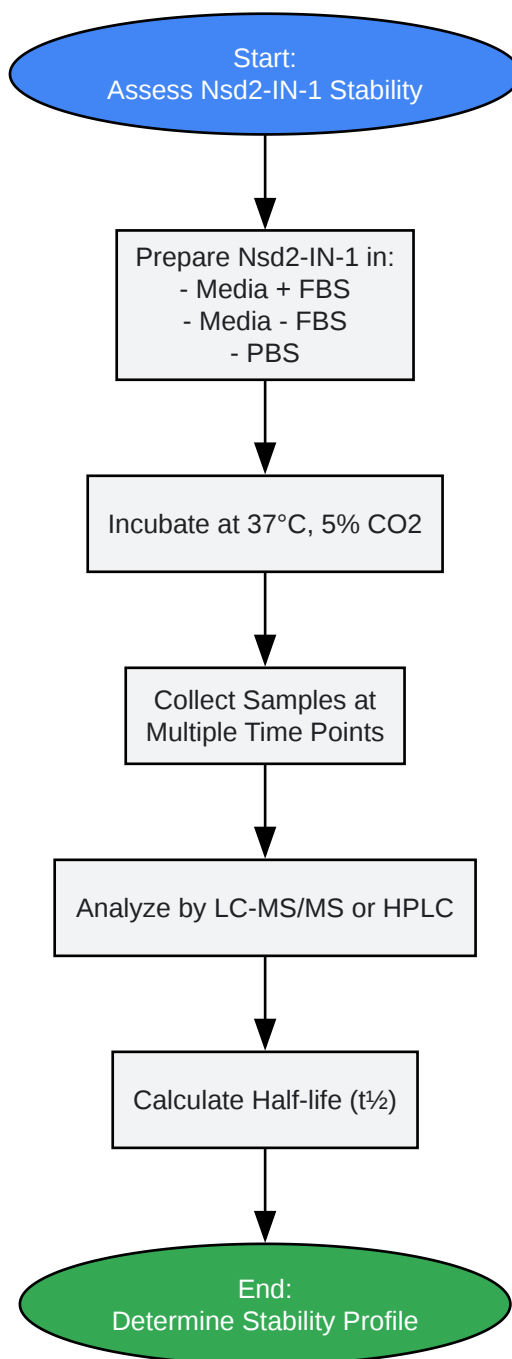 Start:
Assess Nsd2-IN-1 Stability
Prepare Nsd2-IN-1 in:
- Media + FBS
- Media - FBS
- PBS
Incubate at 37°C, 5% CO2
Collect Samples at
Multiple Time Points
Analyze by LC-MS/MS or HPLC
Calculate Half-life (t½)
End:
Determine Stability Profile